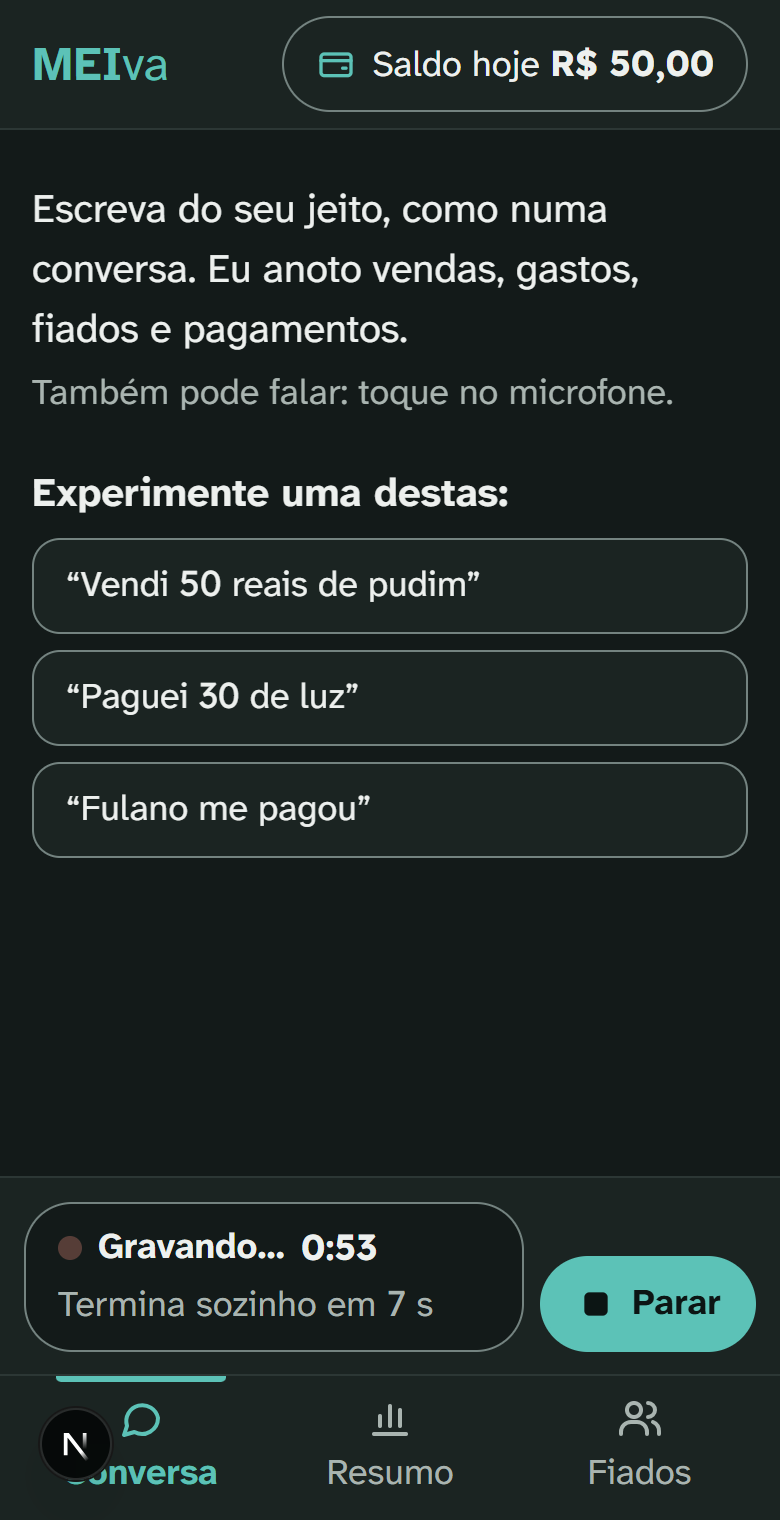 MEIva
Saldo hoje R$ 50,00
Escreva do seu jeito, como numa
conversa. Eu anoto vendas, gastos,
fiados e pagamentos.
Também pode falar: toque no microfone.
Experimente uma destas:
“Vendi 50 reais de pudim”
“Paguei 30 de luz”
“Fulano me pagou”
Gravando... 0:53
Termina sozinho em 7 s
Parar
N
Conversa
Resumo
Fiados